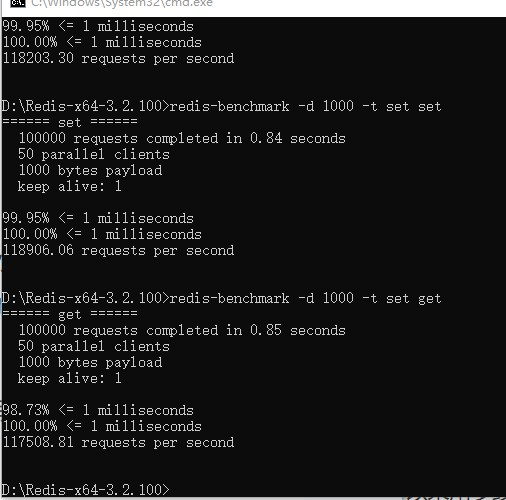 C:\Windows\System32\cmd.exe
99.95% <= 1 milliseconds
100.00% <= 1 milliseconds
118203.30 requests per second
D:\Redis-x64-3.2.100>redis-benchmark -d 1000 -t set set
====== set ======
100000 requests completed in 0.84 seconds
50 parallel clients
1000 bytes payload
keep alive: 1
99.95% <= 1 milliseconds
100.00% <= 1 milliseconds
118906.06 requests per second
D:\Redis-x64-3.2.100>redis-benchmark -d 1000 -t set get
====== get ======
100000 requests completed in 0.85 seconds
50 parallel clients
1000 bytes payload
keep alive: 1
98.73% <= 1 milliseconds
100.00% <= 1 milliseconds
117508.81 requests per second
D:\Redis-x64-3.2.100>